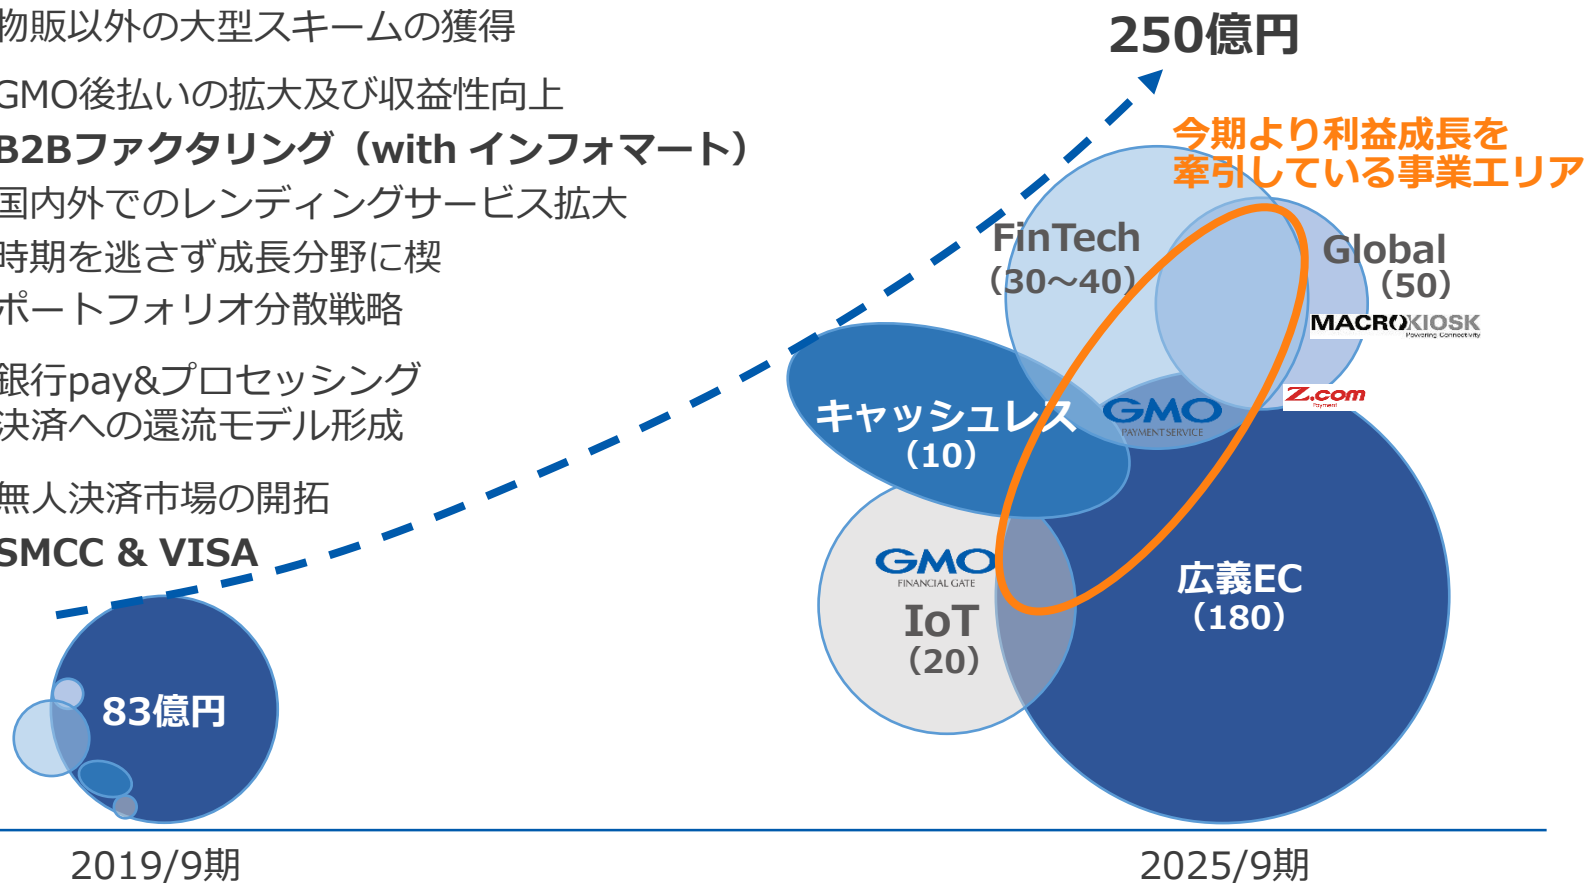 物販以外の大型スキームの獲得
GMO後払いの拡大及び収益性向上
B2Bファクタリング（with インフォマート）
国内外でのレンディングサービス拡大
時期を逃さず成長分野に楔
ポートフォリオ分散戦略
銀行pay&プロセッシング
決済への還流モデル形成
無人決済市場の開拓
SMCC & VISA
250億円
今期より利益成長を
牽引している事業エリア
FinTech
（30～40）
Global
（50）
MACROKIOSK
Powering Connectivity
Z.com
Payment
キャッシュレス
（10）
GMO
PAYMENT SERVICE
GMO
FINANCIAL GATE
IoT
（20）
広義EC
（180）
83億円
2019/9期
2025/9期